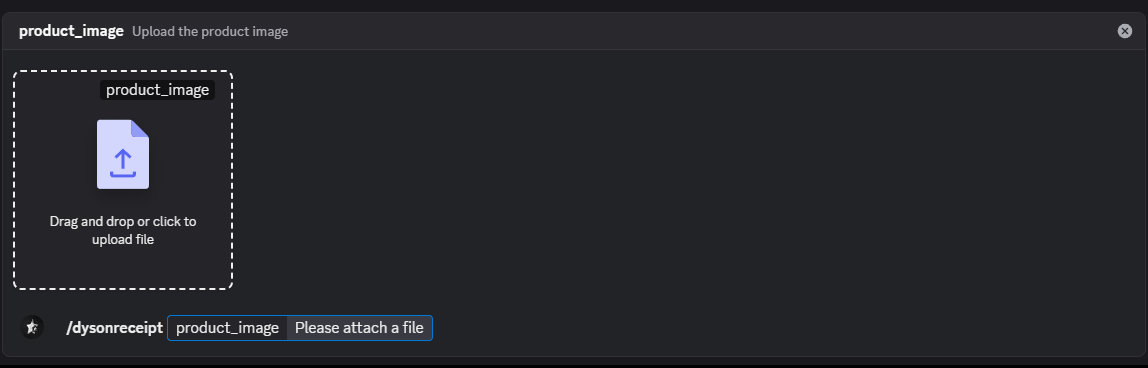 product_image Upload the product image
product_image
Drag and drop or click to
upload file
/dysonreceipt product_image Please attach a file